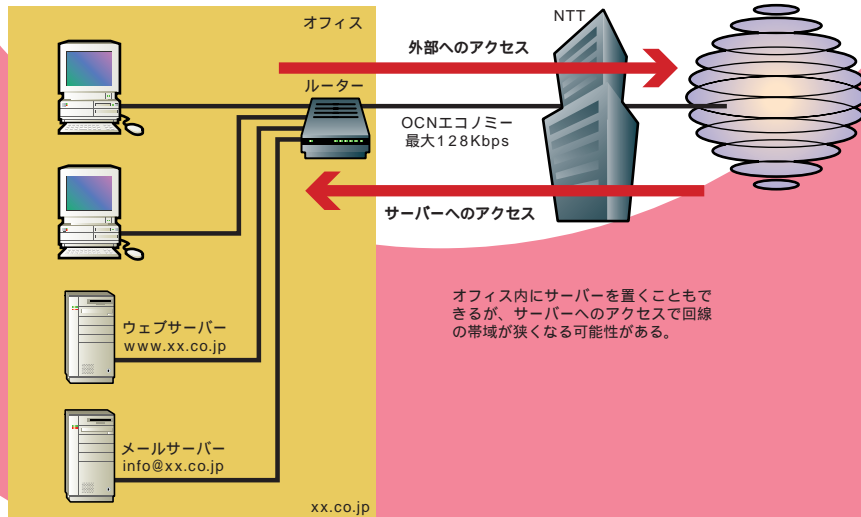 オフィス
NTT
外部へのアクセス
ルーター
OCNエコノミー
最大128Kbps
サーバーへのアクセス
オフィス内にサーバーを置くこともで
きるが、サーバーへのアクセスで回線
の帯域が狭くなる可能性がある。
ウェブサーバー
www.xx.co.jp
メールサーバー
info@xx.co.jp
xx.co.jp